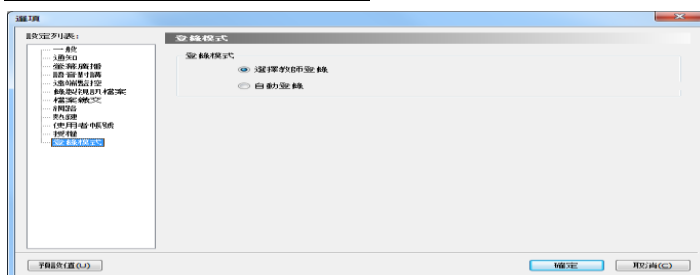 選項
設定列表:
一般
通知
螢幕廣播
語音對講
遠端監控
錄影視訊檔案
檔案繳交
網路
熱鍵
使用者帳號
授權
登錄模式
登錄模式
登錄模式
選擇教師登錄
自動登錄
預設值(U)
確定
取消(C)